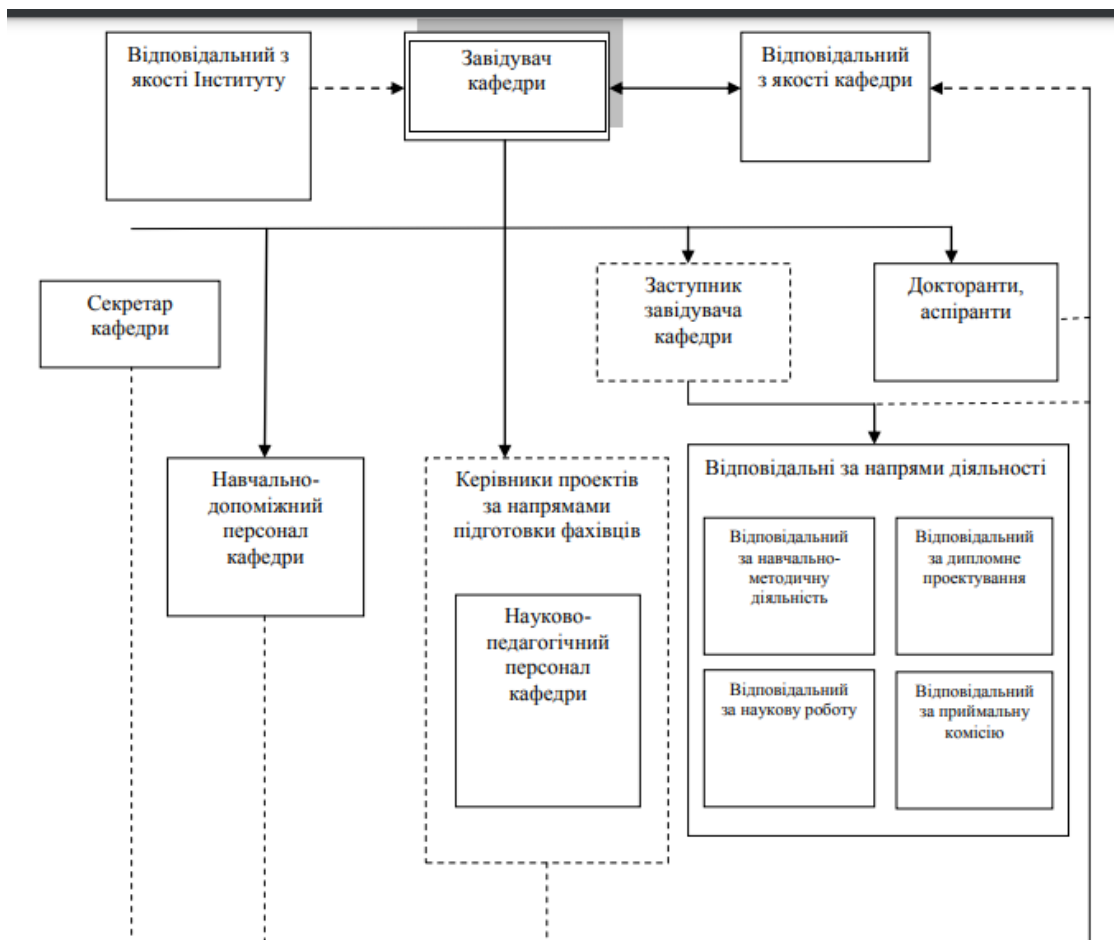 Відповідальний з
якості Інституту
Завідувач
кафедри
Відповідальний
з якості кафедри
Секретар
кафедри
Заступник
завідувача
кафедри
Докторанти,
аспіранти
Навчально-
допоміжний
персонал
кафедри
Керівники проектів
за напрямами
підготовки фахівців
Науково-
педагогічний
персонал
кафедри
Відповідальні за напрями діяльності
Відповідальний
за навчально-
методичну
діяльність
Відповідальний
за дипломне
проектування
Відповідальний
за наукову роботу
Відповідальний
за приймальну
комісію